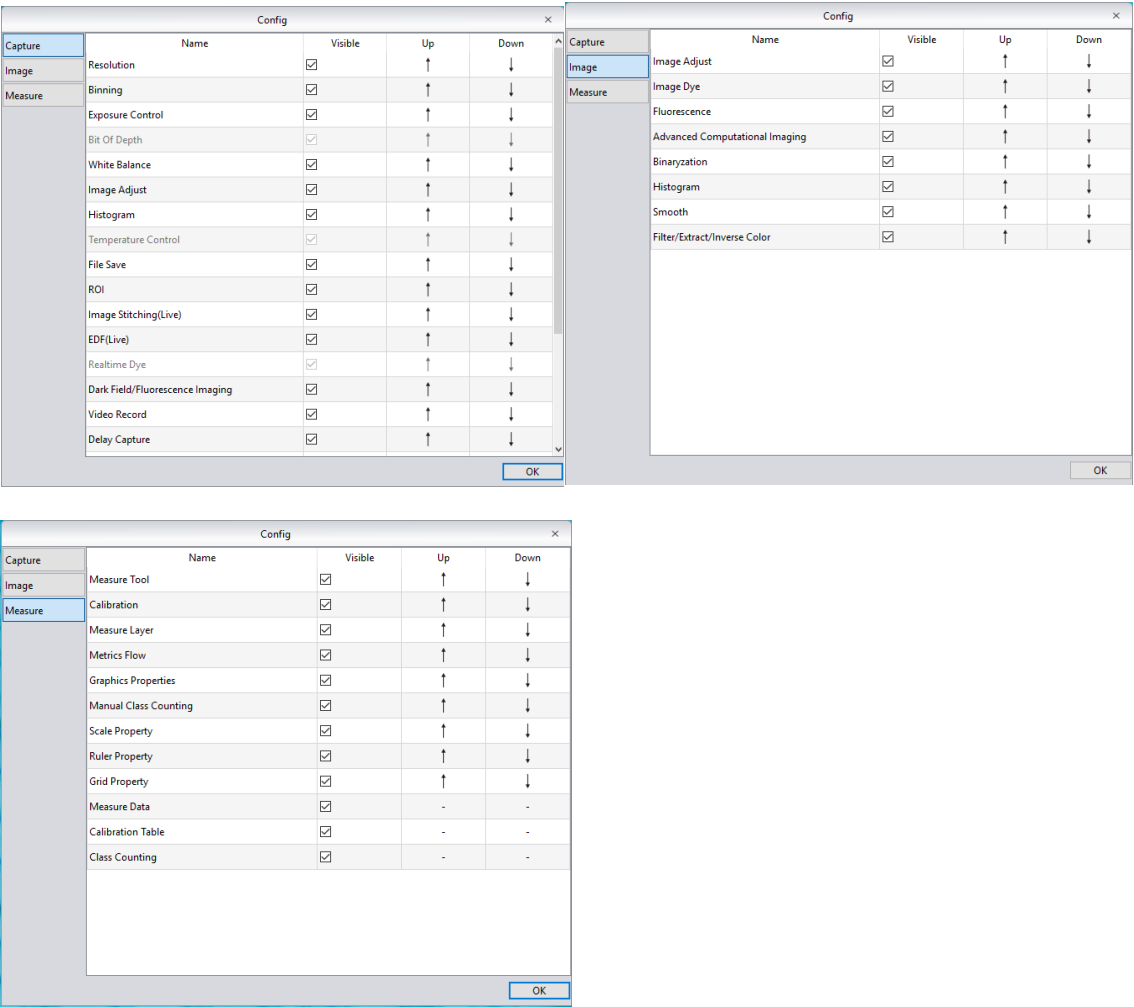 Config
Capture
Image
Measure
Name Visible Up Down
Resolution
Binning
Exposure Control
Bit Of Depth
White Balance
Image Adjust
Histogram
Temperature Control
File Save
ROI
Image Stitching(Live)
EDF(Live)
Realtime Dye
Dark Field/Fluorescence Imaging
Video Record
Delay Capture
OK
Config
Capture
Image
Measure
Name Visible Up Down
Image Adjust
Image Dye
Fluorescence
Advanced Computational Imaging
Binaryzation
Histogram
Smooth
Filter/Extract/Inverse Color
OK
Config
Capture
Image
Measure
Name Visible Up Down
Measure Tool
Calibration
Measure Layer
Metrics Flow
Graphics Properties
Manual Class Counting
Scale Property
Ruler Property
Grid Property
Measure Data - -
Calibration Table - -
Class Counting - -
OK